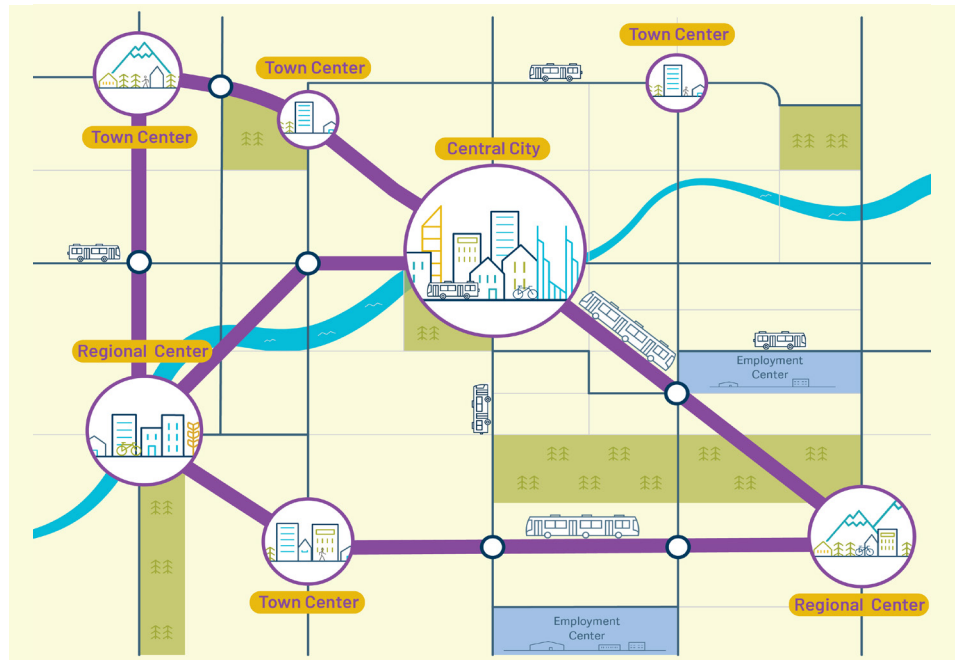 Town Center
Town Center
Town Center
Central City
Regional Center
Employment
Center
Town Center
Regional Center
Employment
Center